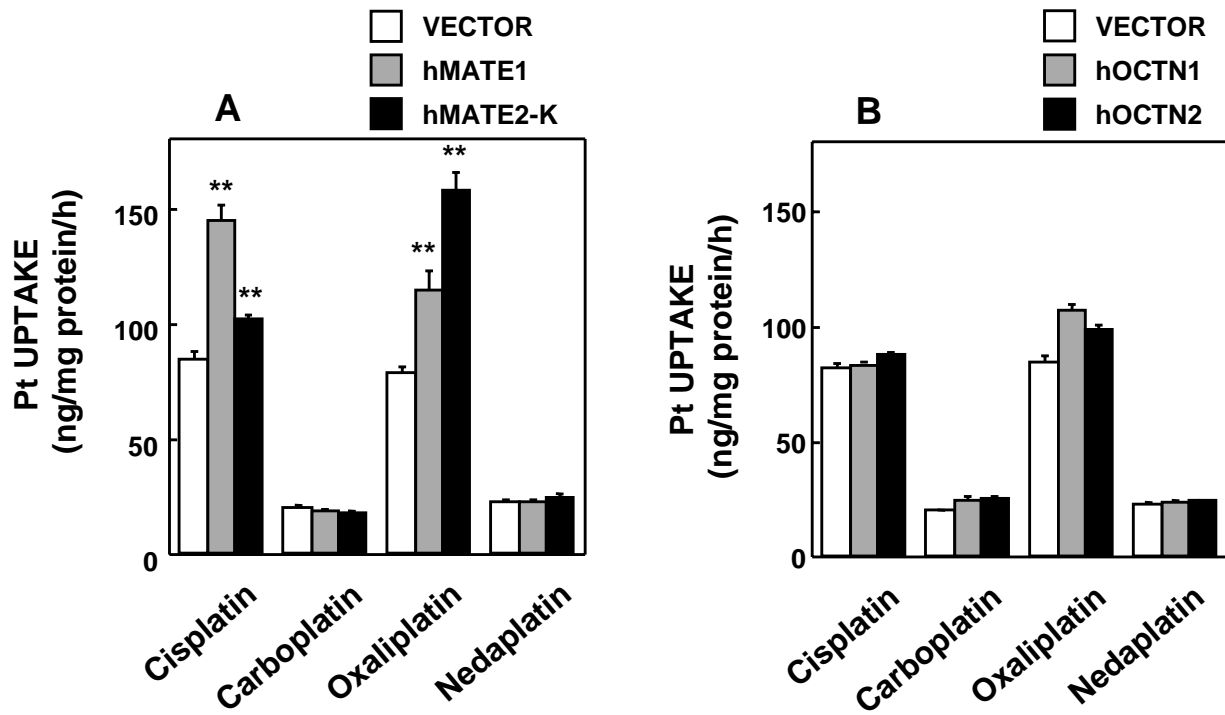 VECTOR
hMATE1
hMATE2-K
A
**
**
**
**
Pt UPTAKE
(ng/mg protein/h)
150
100
50
0
Cisplatin
Carboplatin
Oxaliplatin
Nedaplatin
VECTOR
hOCTN1
hOCTN2
B
Pt UPTAKE
(ng/mg protein/h)
150
100
50
0
Cisplatin
Carboplatin
Oxaliplatin
Nedaplatin